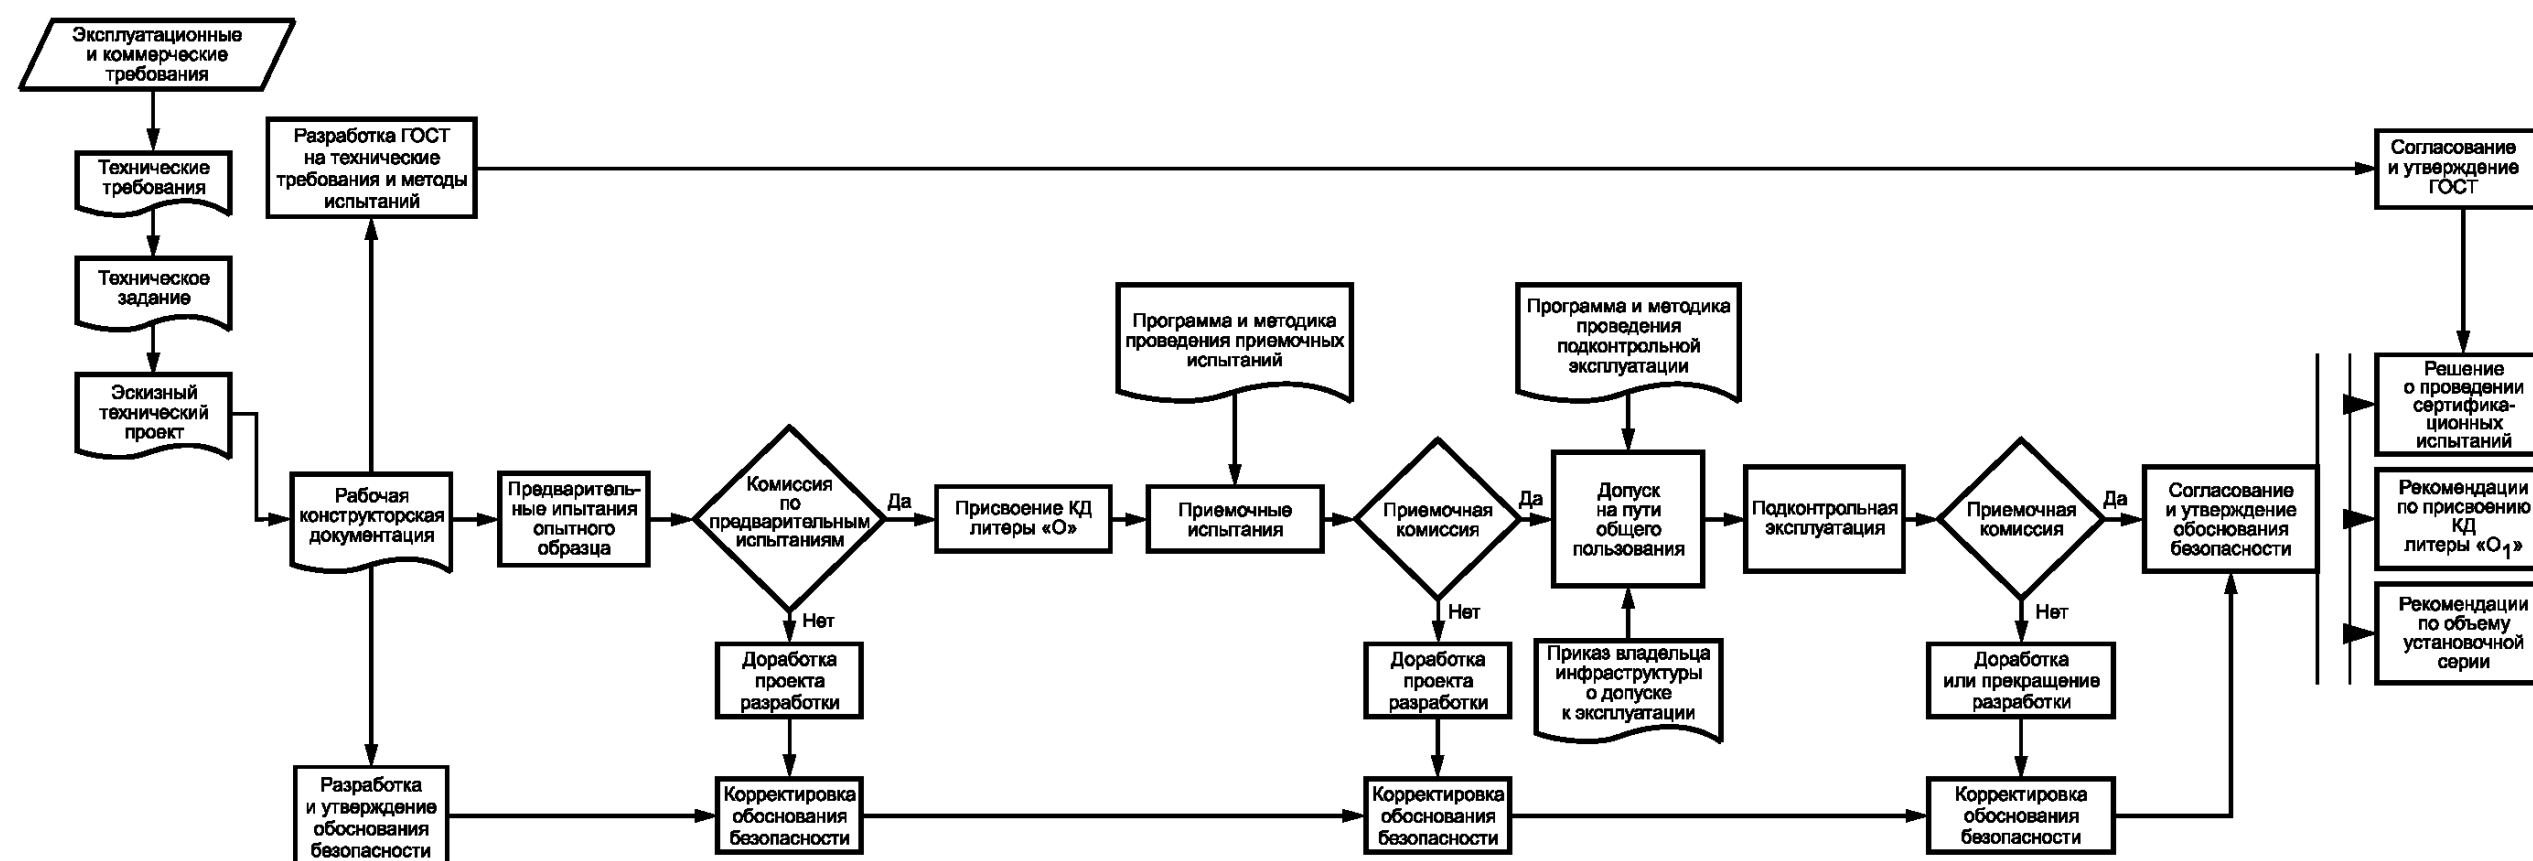 Эксплуатационные
и коммерческие
требования
Технические
требования
Техническое
задание
Эскизный
технический
проект
Разработка ГОСТ
на технические
требования и методы
испытаний
Рабочая
конструкторская
документация
Разработка
и утверждение
обоснования
безопасности
Предваритель-
ные ипытания
опытного
образца
Комиссия
по
предварительным
испытаниям
Да
Нет
Доработка
проекта
разработки
Корректировка
обоснования
безопасности
Присвоение КД
литеры «О»
Программа и методика
проведения приемочных
испытаний
Приемочные
испытания
Приемочная
комиссия
Да
Нет
Доработка
проекта
разработки
Корректировка
обоснования
безопасности
Программа и методика
проведения
подконтрольной
эксплуатации
Допуск
на пути
общего
пользования
Приказ владельца
инфраструктуры
о допуске
к эксплуатации
Подконтрольная
эксплуатация
Приемочная
комиссия
Да
Нет
Доработка
или прекращение
разработки
Корректировка
обоснования
безопасности
Согласование
и утверждение
обоснования
безопасности
Согласование
и утверждение
ГОСТ
Решение
о проведении
сертифика-
ционных
испытаний
Рекомендации
по присвоению
КД
литеры «О1»
Рекомендации
по объему
установочной
серии